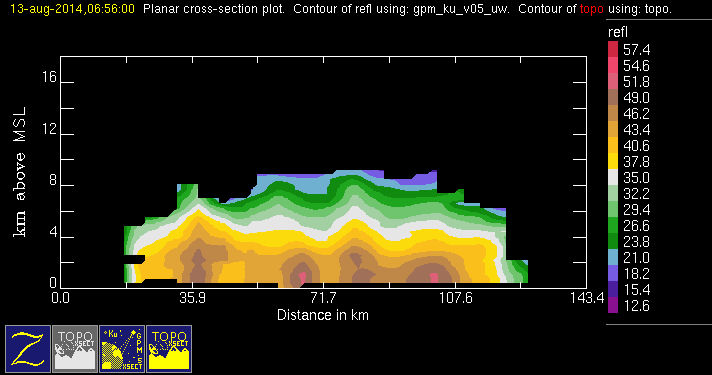 13-aug-2014,06:56:00 Planar cross-section plot. Contour of refl using: gpm_ku_v05_uw. Contour of topo using: topo.
refl
57.4
54.6
51.8
49.0
46.2
43.4
40.6
37.8
35.0
32.2
29.4
26.6
23.8
21.0
18.2
15.4
12.6
km above MSL
16
12
8
4
0
0.0 35.9 71.7 107.6 143.4
Distance in km
Z
TOPO XSECT
"Ku" GPM XSECT
TOPO XSECT